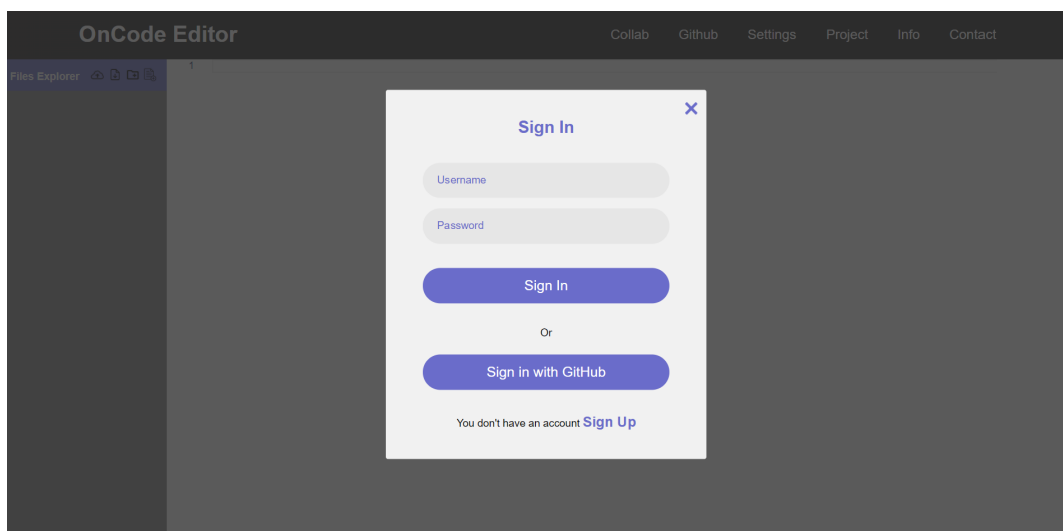 OnCode Editor
Collab Github Settings Project Info Contact
Files Explorer
1
Sign In
Username
Password
Sign In
Or
Sign in with GitHub
You don't have an account Sign Up